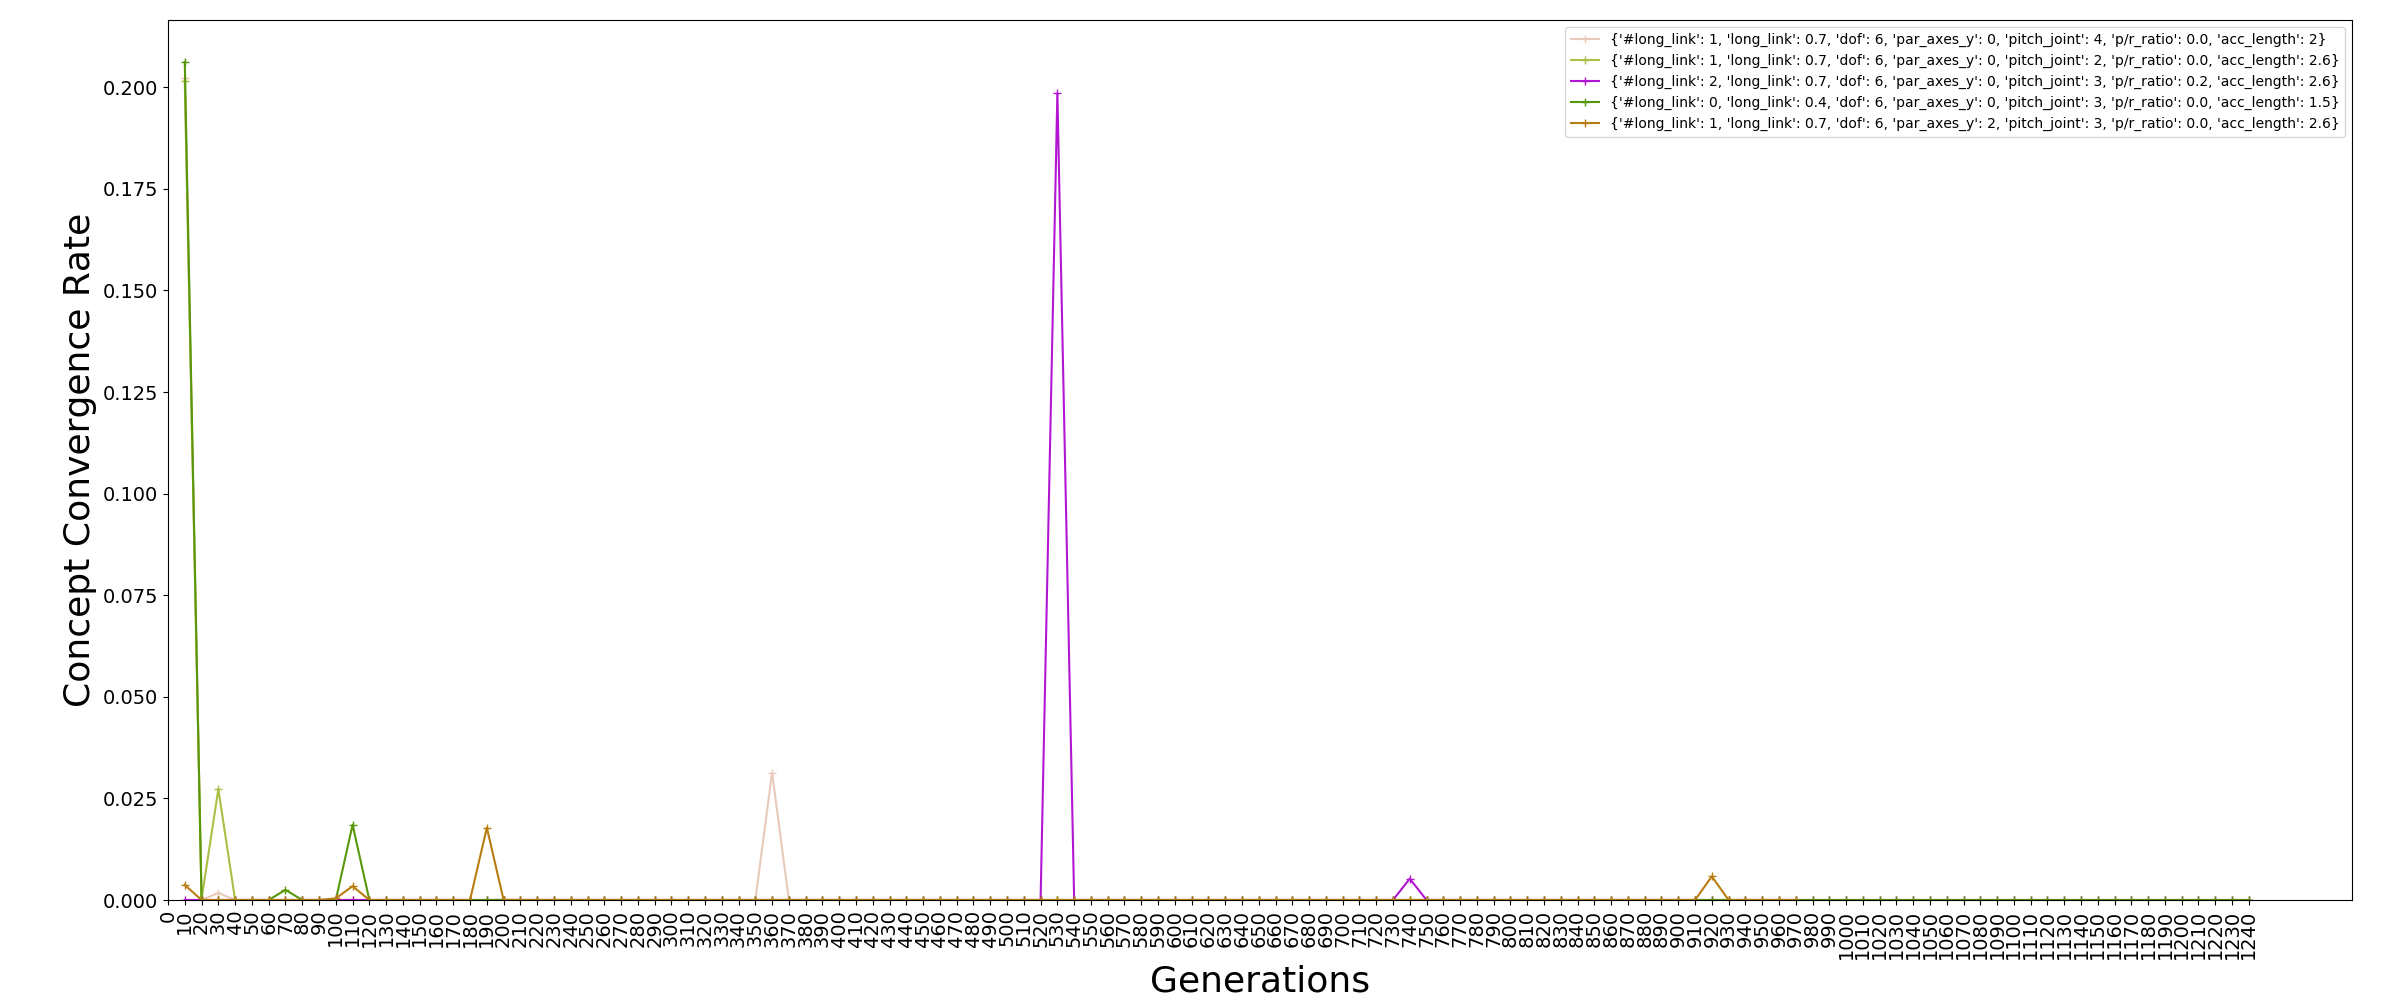 {'#long_link': 1, 'long_link': 0.7, 'dof': 6, 'par_axes_y': 0, 'pitch_joint': 4, 'p/r_ratio': 0.0, 'acc_length': 2}
{'#long_link': 1, 'long_link': 0.7, 'dof': 6, 'par_axes_y': 0, 'pitch_joint': 2, 'p/r_ratio': 0.0, 'acc_length': 2.6}
{'#long_link': 2, 'long_link': 0.7, 'dof': 6, 'par_axes_y': 0, 'pitch_joint': 3, 'p/r_ratio': 0.2, 'acc_length': 2.6}
{'#long_link': 0, 'long_link': 0.4, 'dof': 6, 'par_axes_y': 0, 'pitch_joint': 3, 'p/r_ratio': 0.0, 'acc_length': 1.5}
{'#long_link': 1, 'long_link': 0.7, 'dof': 6, 'par_axes_y': 2, 'pitch_joint': 3, 'p/r_ratio': 0.0, 'acc_length': 2.6}
Concept Convergence Rate
0.200
0.175
0.150
0.125
0.100
0.075
0.050
0.025
0.000
0 10 20 30 40 50 60 70 80 90 100 110 120 130 140 150 160 170 180 190 200 210 220 230 240 250 260 270 280 290 300 310 320 330 340 350 360 370 380 390 400 410 420 430 440 450 460 470 480 490 500 510 520 530 540 550 560 570 580 590 600 610 620 630 640 650 660 670 680 690 700 710 720 730 740 750 760 770 780 790 800 810 820 830 840 850 860 870 880 890 900 910 920 930 940 950 960 970 980 990 1000 1010 1020 1030 1040 1050 1060 1070 1080 1090 1100 1110 1120 1130 1140 1150 1160 1170 1180 1190 1200 1210 1220 1230 1240
Generations